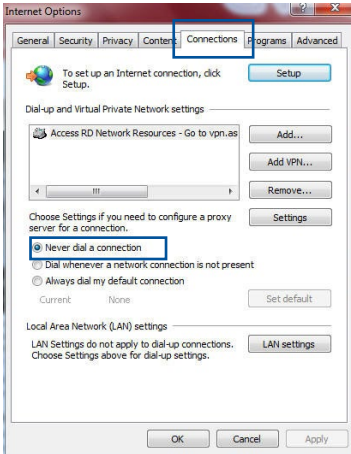 Internet Options
?
X
General Security Privacy Content Connections Programs Advanced
To set up an Internet connection, click
Setup.
Setup
Dial-up and Virtual Private Network settings
Access RD Network Resources - Go to vpn.as
Add...
Add VPN...
Remove...
Choose Settings if you need to configure a proxy
server for a connection.
Settings
Never dial a connection
Dial whenever a network connection is not present
Always dial my default connection
Current None
Set default
Local Area Network (LAN) settings
LAN Settings do not apply to dial-up connections.
Choose Settings above for dial-up settings.
LAN settings
OK Cancel Apply